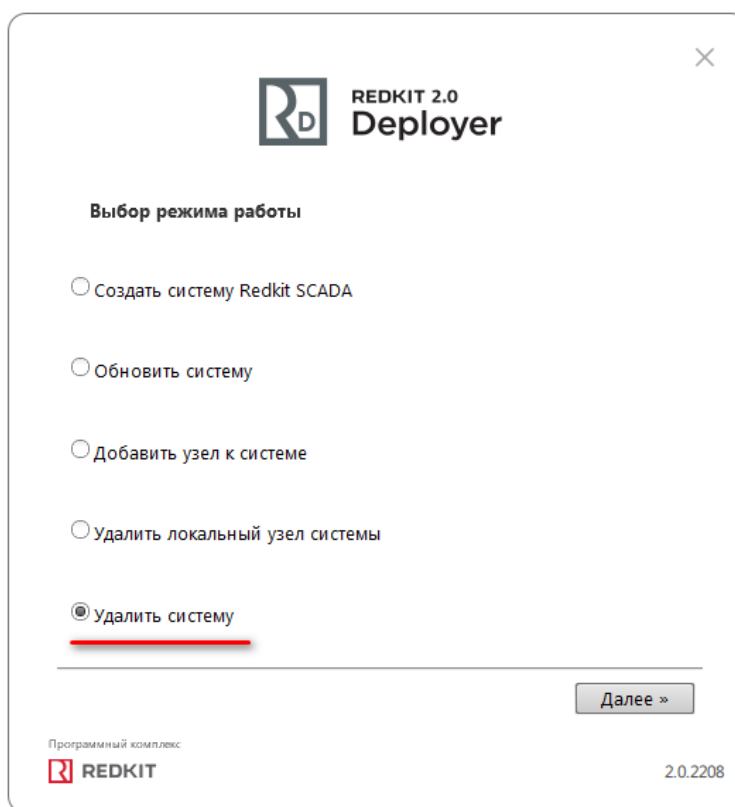 REDKIT 2.0
Deployer
Выбор режима работы
Создать систему Redkit SCADA
Обновить систему
Добавить узел к системе
Удалить локальный узел системы
Удалить систему
Далее »
Программный комплекс
REDKIT
2.0.2208